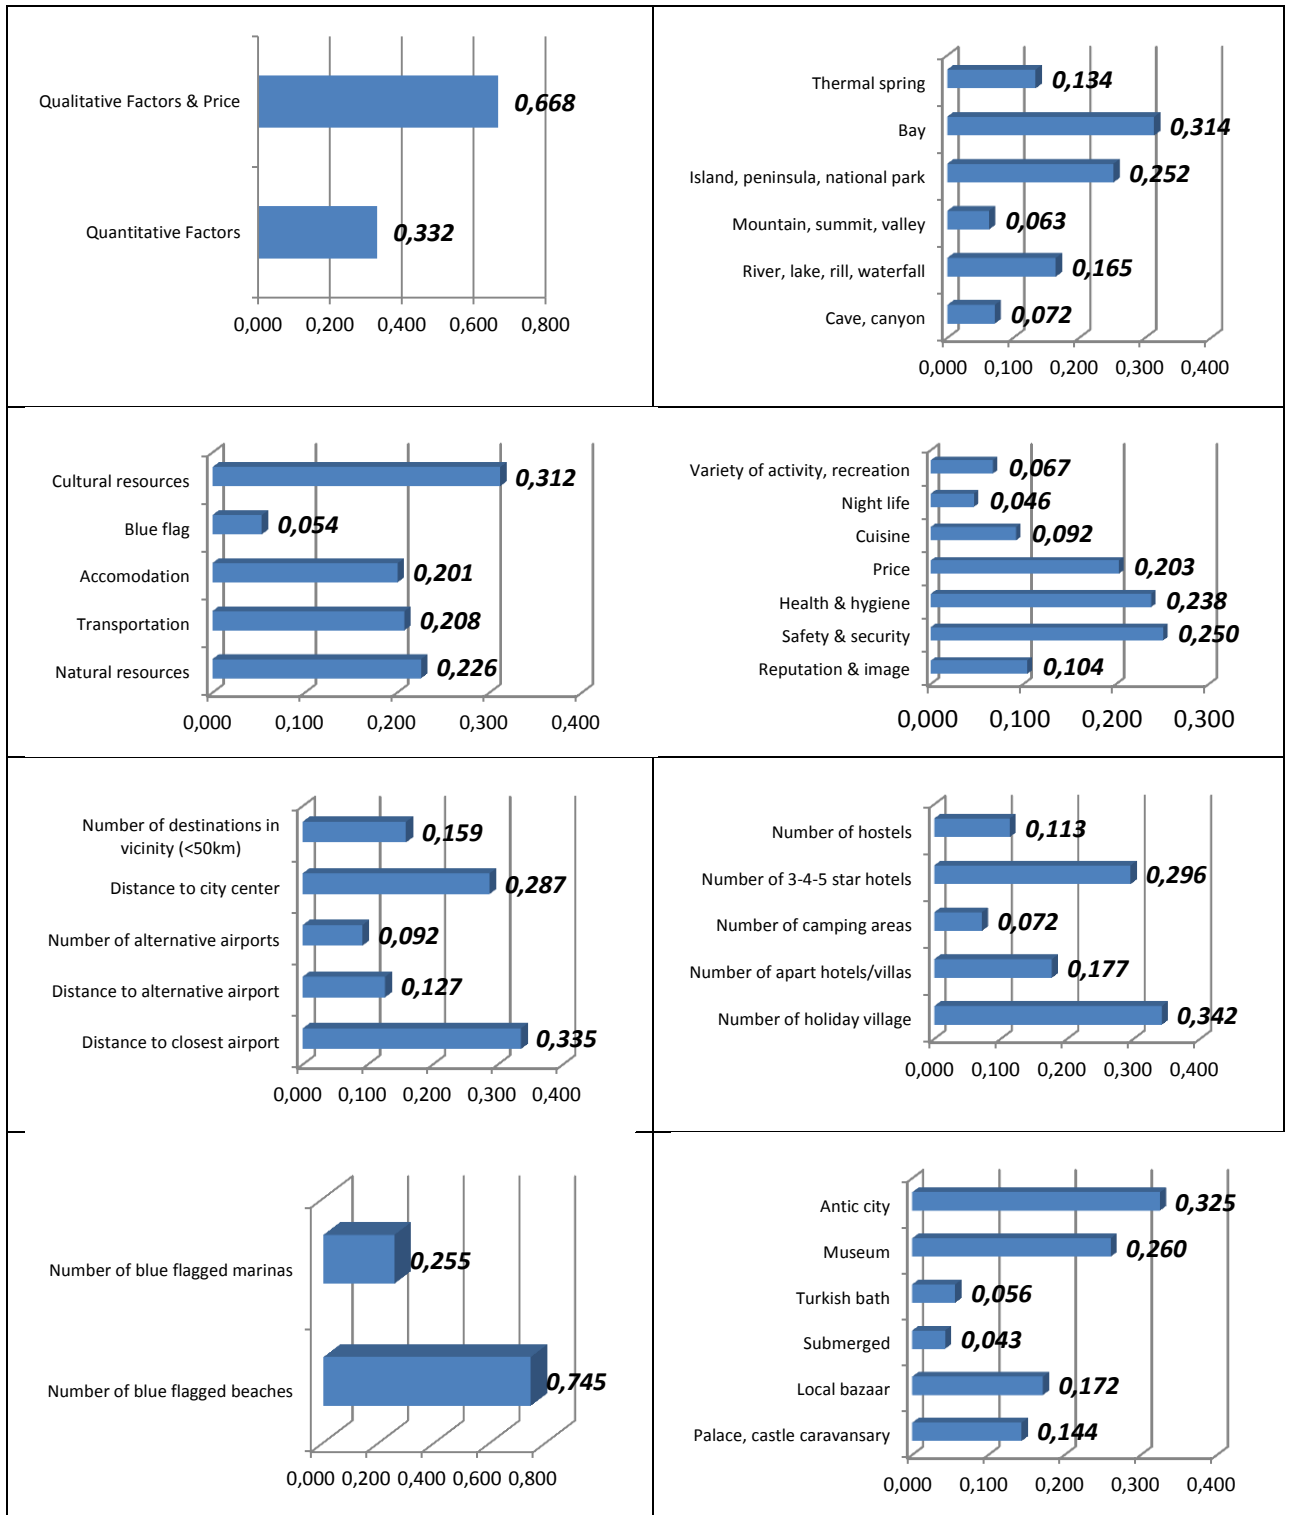 Qualitative Factors & Price
0,668
Quantitative Factors
0,332
0,000 0,200 0,400 0,600 0,800
Thermal spring
0,134
Bay
0,314
Island, peninsula, national park
0,252
Mountain, summit, valley
0,063
River, lake, rill, waterfall
0,165
Cave, canyon
0,072
0,000 0,100 0,200 0,300 0,400
Cultural resources
0,312
Blue flag
0,054
Accomodation
0,201
Transportation
0,208
Natural resources
0,226
0,000 0,100 0,200 0,300 0,400
Variety of activity, recreation
0,067
Night life
0,046
Cuisine
0,092
Price
0,203
Health & hygiene
0,238
Safety & security
0,250
Reputation & image
0,104
0,000 0,100 0,200 0,300
Number of destinations in
vicinity (<50km)
0,159
Distance to city center
0,287
Number of alternative airports
0,092
Distance to alternative airport
0,127
Distance to closest airport
0,335
0,000 0,100 0,200 0,300 0,400
Number of hostels
0,113
Number of 3-4-5 star hotels
0,296
Number of camping areas
0,072
Number of apart hotels/villas
0,177
Number of holiday village
0,342
0,000 0,100 0,200 0,300 0,400
Number of blue flagged marinas
0,255
Number of blue flagged beaches
0,745
0,000 0,200 0,400 0,600 0,800
Antic city
0,325
Museum
0,260
Turkish bath
0,056
Submerged
0,043
Local bazaar
0,172
Palace, castle caravansary
0,144
0,000 0,100 0,200 0,300 0,400